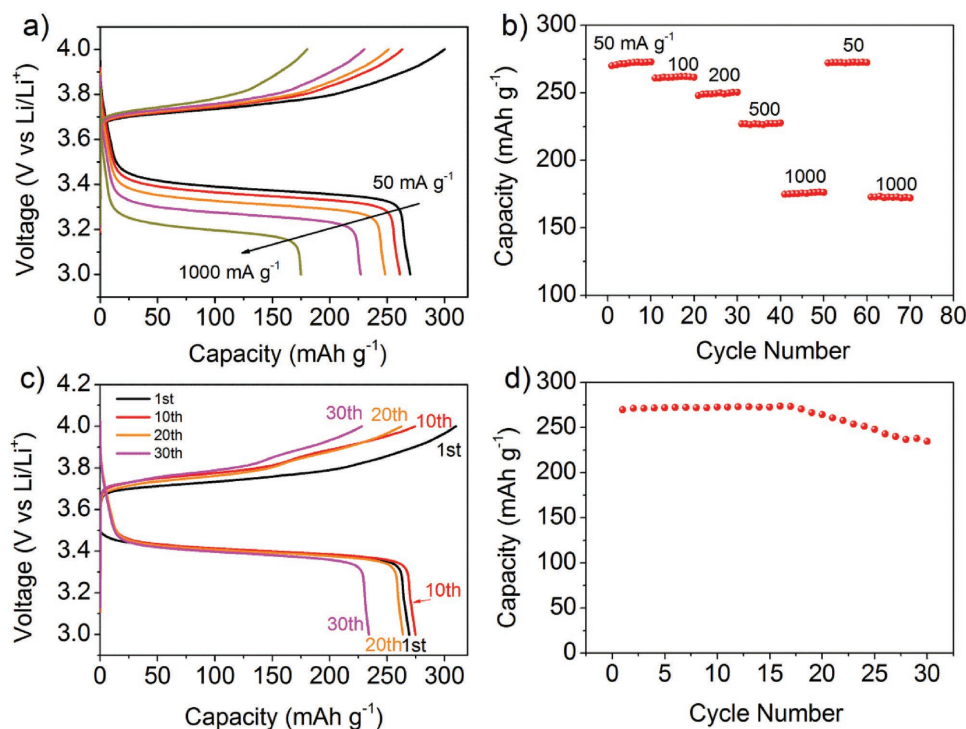 a)
4.0
3.8
3.6
3.4
3.2
3.0
Voltage (V vs Li/Li⁺)
50 mA g⁻¹
1000 mA g⁻¹
0 50 100 150 200 250 300
Capacity (mAh g⁻¹)
b)
300
250
200
150
100
Capacity (mAh g⁻¹)
50 mA g⁻¹
100
200
500
1000
50
1000
0 10 20 30 40 50 60 70 80
Cycle Number
c)
4.2
4.0
3.8
3.6
3.4
3.2
3.0
Voltage (V vs Li/Li⁺)
1st
10th
20th
30th
30th 20th 10th
1st
10th
30th
20th 1st
0 50 100 150 200 250 300
Capacity (mAh g⁻¹)
d)
300
250
200
150
100
50
0
Capacity (mAh g⁻¹)
0 5 10 15 20 25 30
Cycle Number